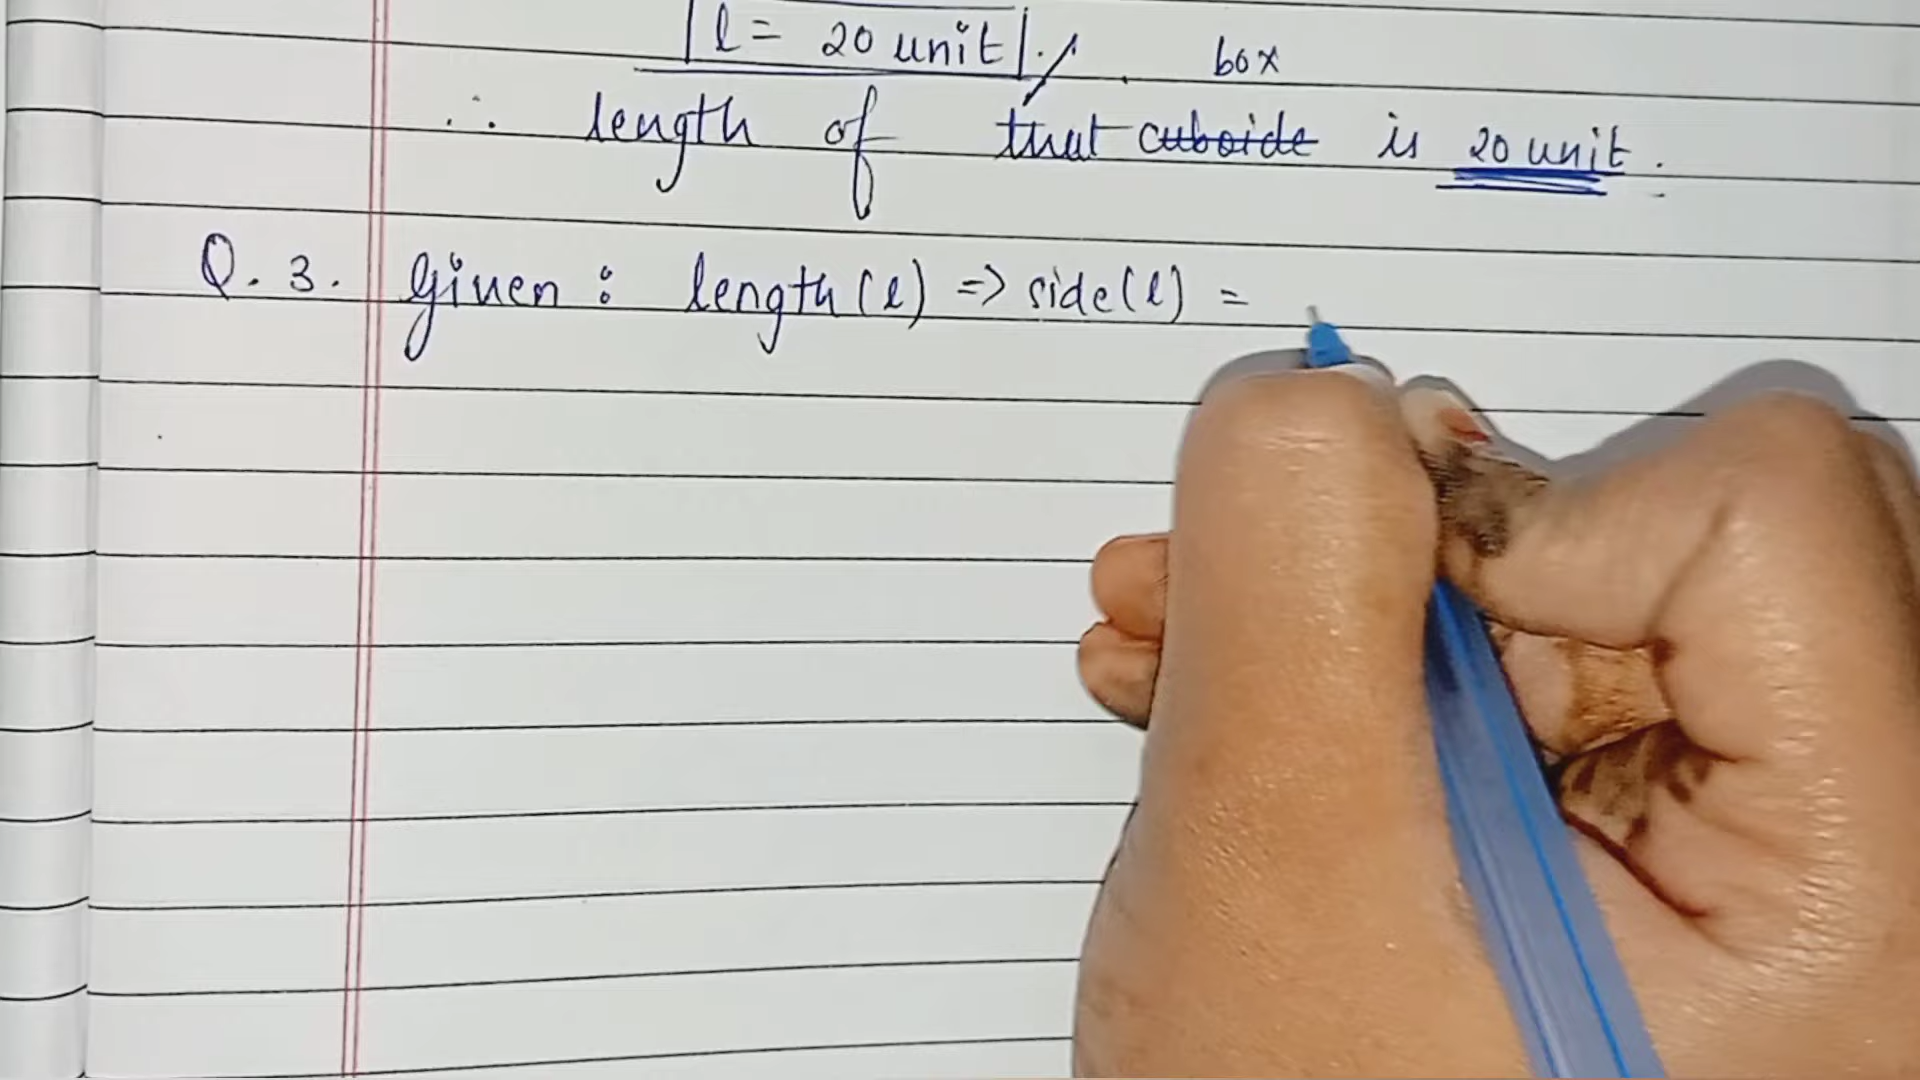 l = 20 unit
box
∴ length of that cuboide is 20 unit.
Q. 3. Given : length(l) => side(l) =